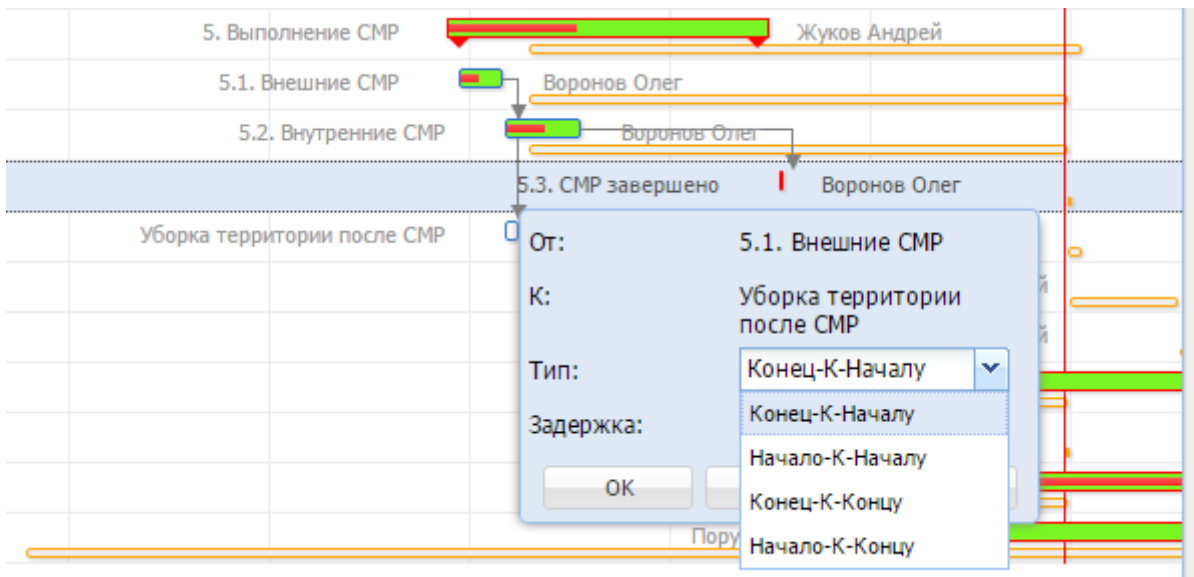 5. Выполнение СМР
Жуков Андрей
5.1. Внешние СМР
Воронов Олег
5.2. Внутренние СМР
Воронов Олег
5.3. СМР завершено
Воронов Олег
Уборка территории после СМР
От:
5.1. Внешние СМР
К:
Уборка территории
после СМР
Тип:
Конец-К-Началу
Задержка:
Конец-К-Началу
Начало-К-Началу
Конец-К-Концу
Начало-К-Концу
OK